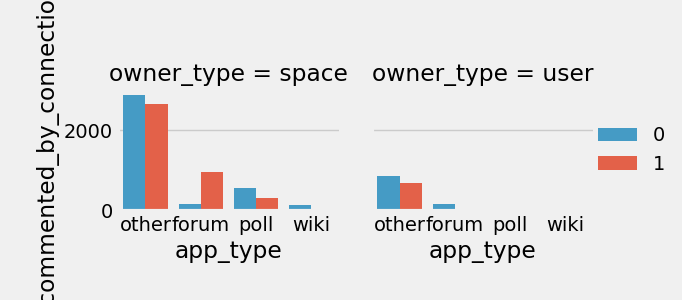 owner_type = space
owner_type = user
commented_by_connectio
2000
0
other forum poll wiki
other forum poll wiki
app_type
app_type
0
1